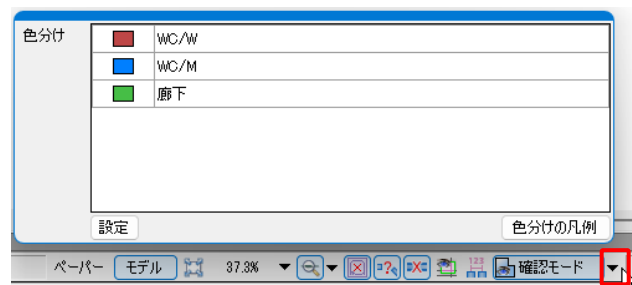 色分け
WC/W
WC/M
廊下
設定 色分けの凡例
ペーパー モデル 37.3% =?  =X= 123 確認モード